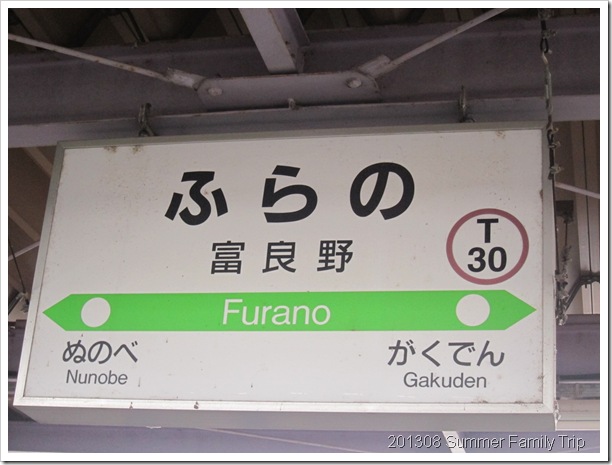 ふらの
富良野
T
30
Furano
ぬのべ
Nunobe
がくでん
Gakuden
201308 Summer Family Trip